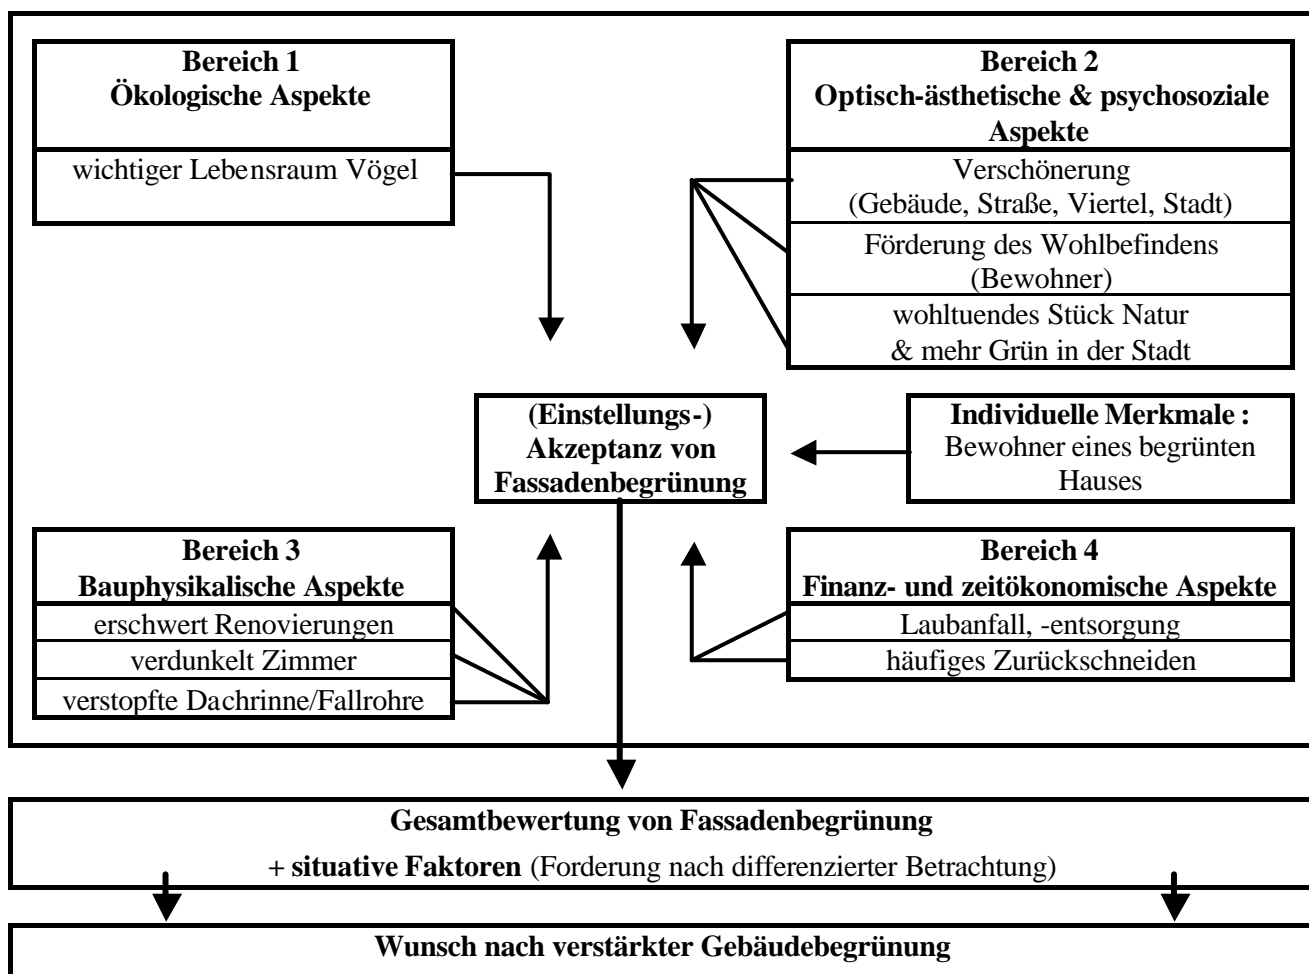 Bereich 1
Ökologische Aspekte
wichtiger Lebensraum Vögel
Bereich 2
Optisch-ästhetische & psychosoziale
Aspekte
Verschönerung
(Gebäude, Straße, Viertel, Stadt)
Förderung des Wohlbefindens
(Bewohner)
wohltuendes Stück Natur
& mehr Grün in der Stadt
(Einstellungs-)
Akzeptanz von
Fassadenbegrünung
Individuelle Merkmale :
Bewohner eines begrünten
Hauses
Bereich 3
Bauphysikalische Aspekte
erschwert Renovierungen
verdunkelt Zimmer
verstopfte Dachrinne/Fallrohre
Bereich 4
Finanz- und zeitökonomische Aspekte
Laubanfall, -entsorgung
häufiges Zurückschneiden
Gesamtbewertung von Fassadenbegrünung
+ situative Faktoren (Forderung nach differenzierter Betrachtung)
Wunsch nach verstärkter Gebäudebegrünung